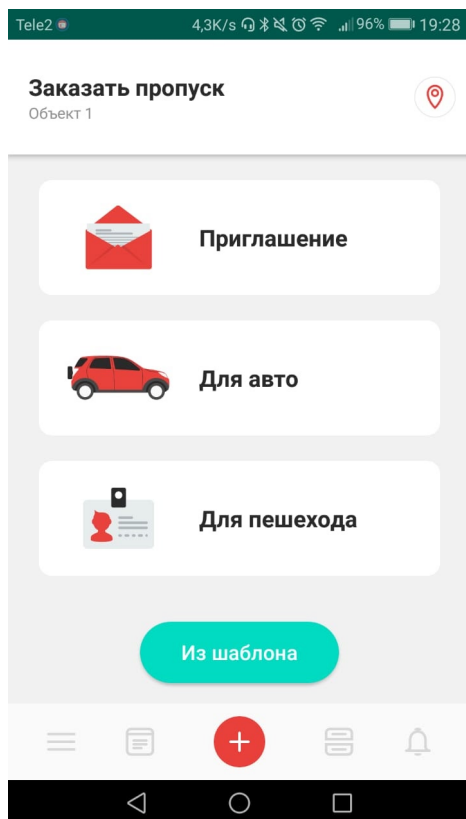 Tele2 4,3K/s 96% 19:28
Заказать пропуск
Объект 1
Приглашение
Для авто
Для пешехода
Из шаблона